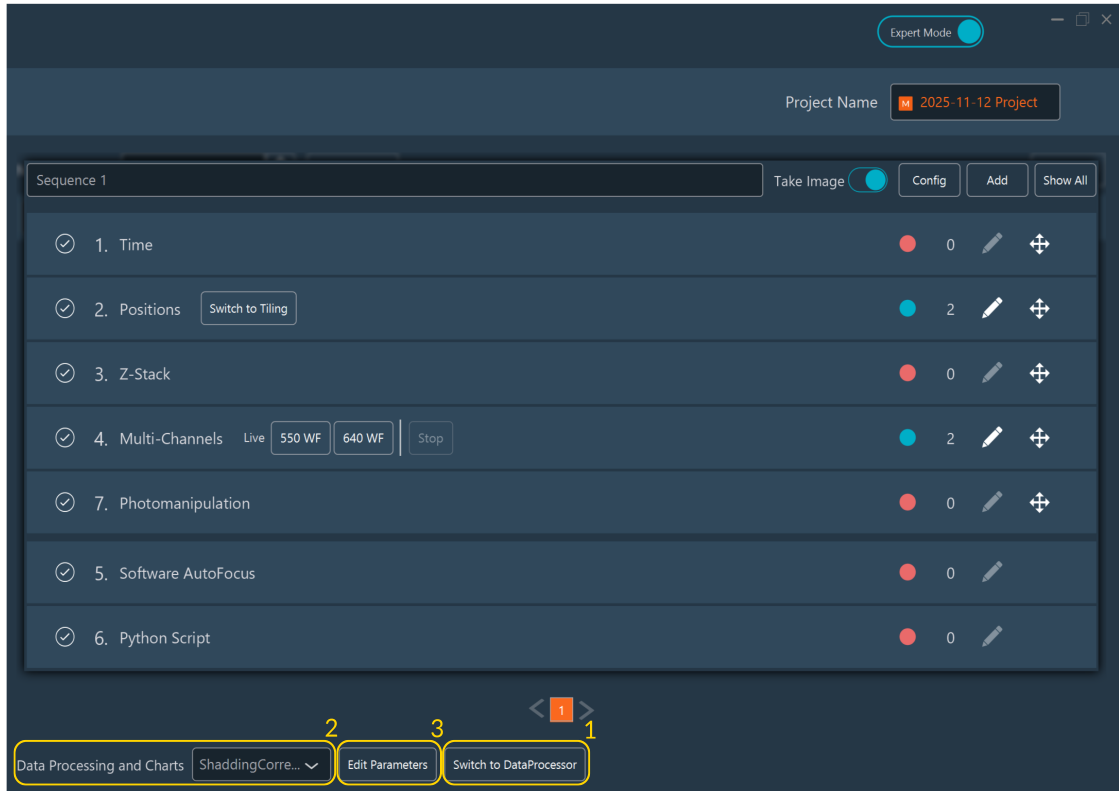 Expert Mode
Project Name M 2025-11-12 Project
Sequence 1 Take Image Config Add Show All
1. Time 0
2. Positions Switch to Tiling 2
3. Z-Stack 0
4. Multi-Channels Live 550 WF 640 WF Stop 2
7. Photomanipulation 0
5. Software AutoFocus 0
6. Python Script 0
< 1 >
2 3 1
Data Processing and Charts ShaddingCorre... Edit Parameters Switch to DataProcessor